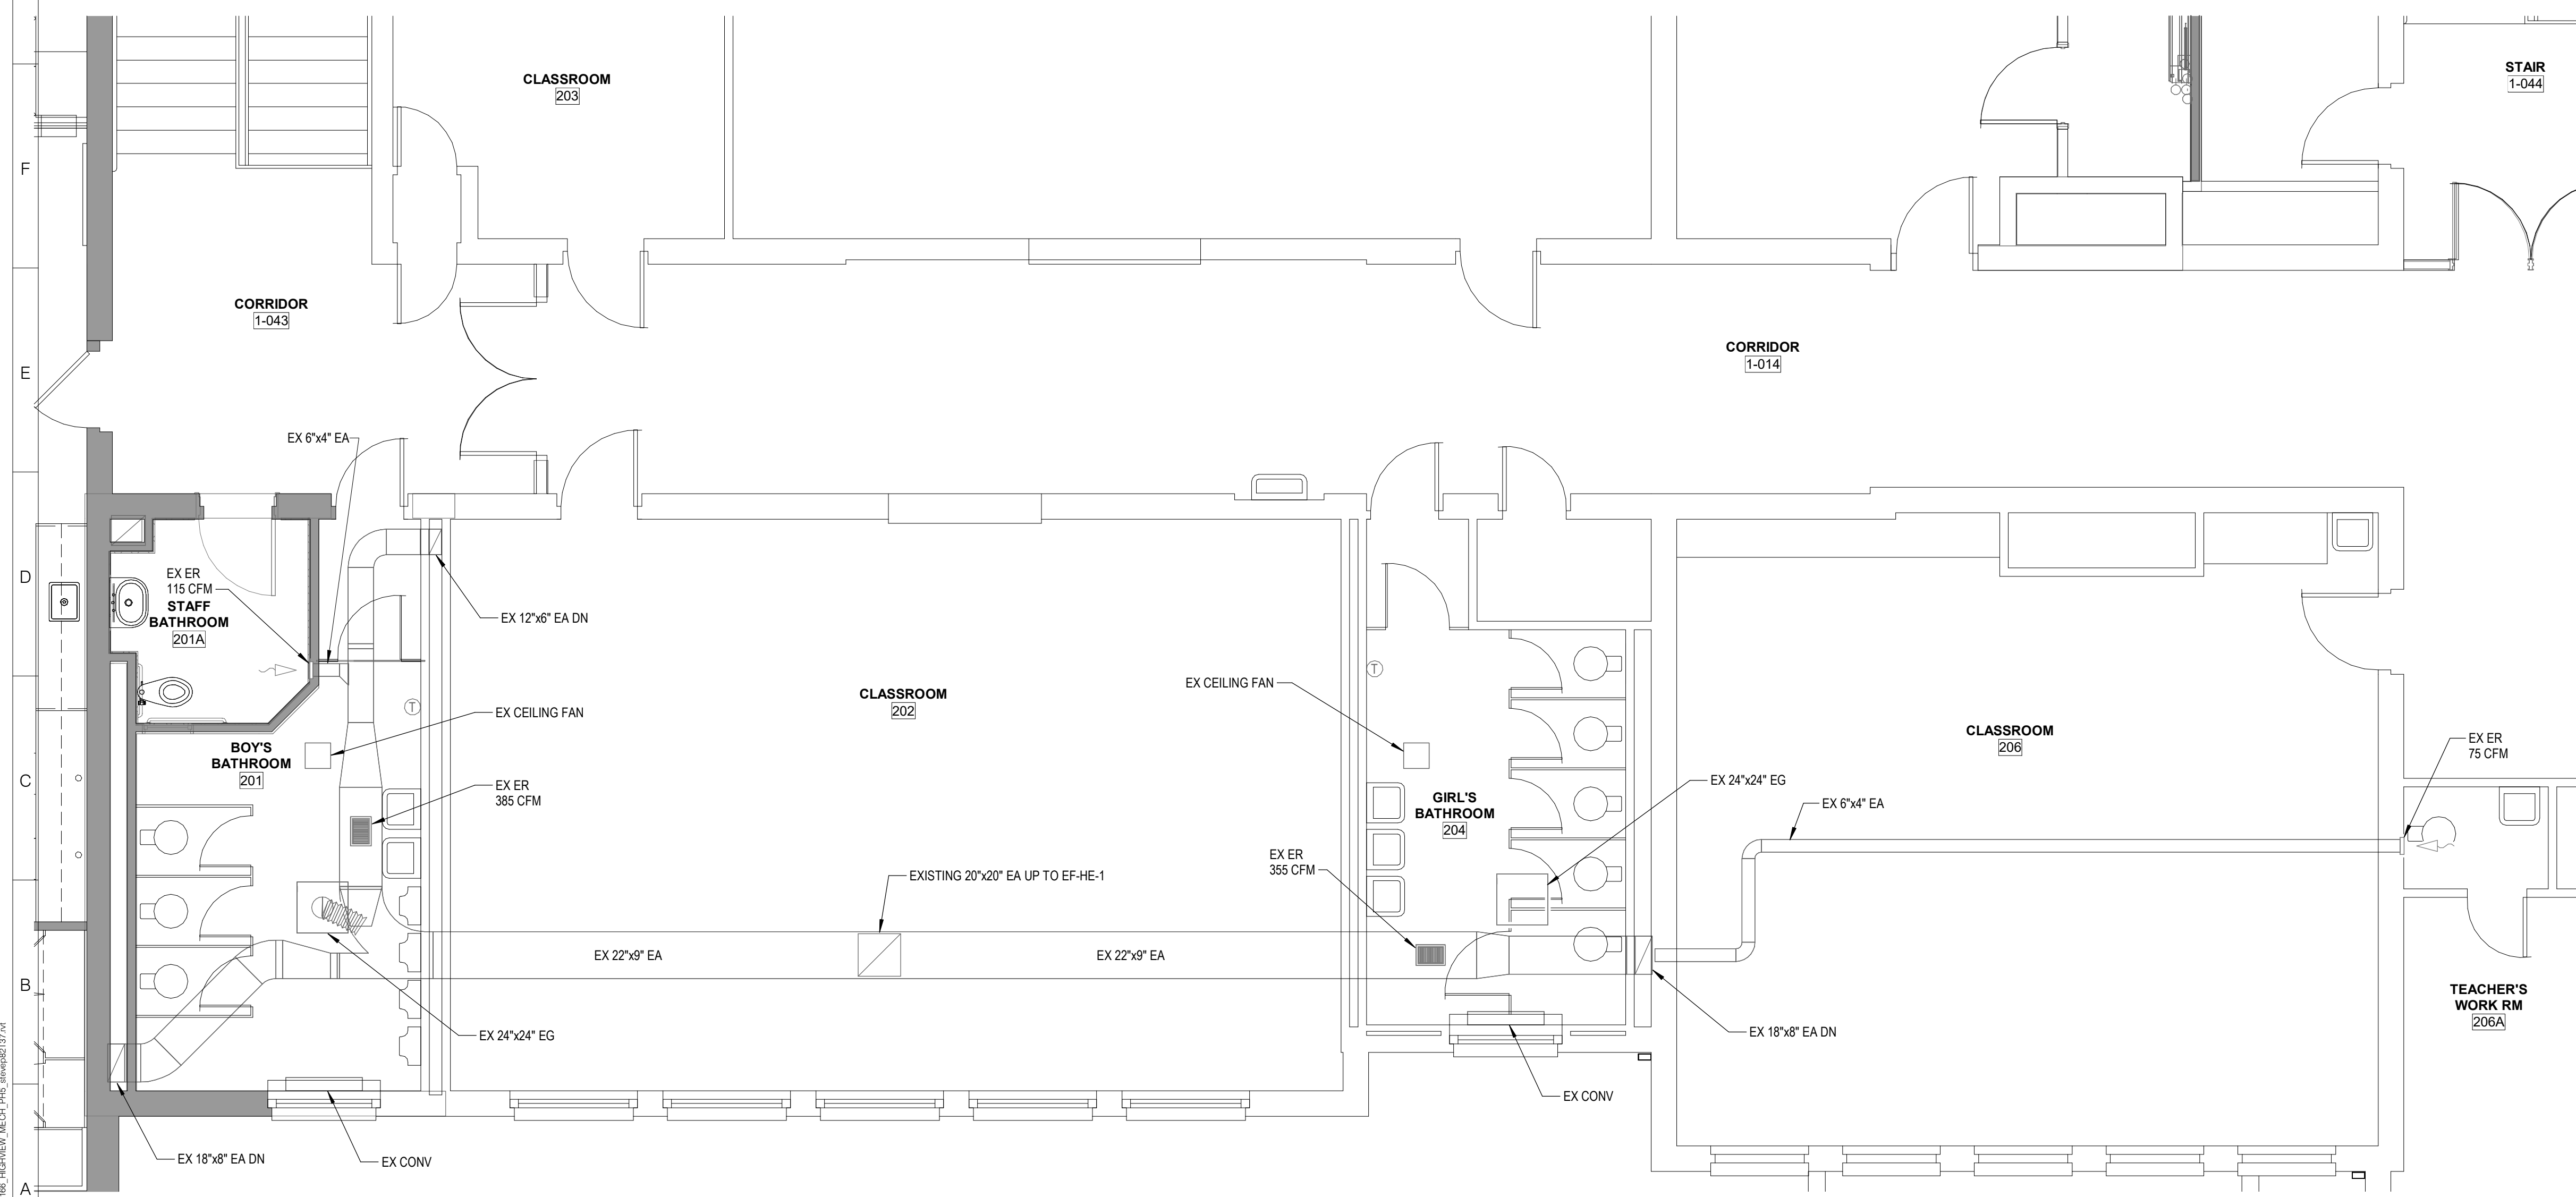 CLASSROOM
203
STAIR
1-044
F
CORRIDOR
1-043
CORRIDOR
1-014
E
EX 6"x4" EA
D
EX ER
115 CFM
STAFF
BATHROOM
201A
EX 12"x6" EA DN
T
T
EX CEILING FAN
CLASSROOM
202
EX CEILING FAN
BOY'S
BATHROOM
201
CLASSROOM
206
EX ER
75 CFM
C
EX ER
385 CFM
EX 24"x24" EG
GIRL'S
BATHROOM
204
EX 6"x4" EA
EX ER
355 CFM
EXISTING 20"x20" EA UP TO EF-HE-1
EX 22"x9" EA
EX 22"x9" EA
B
TEACHER'S
WORK RM
206A
EX 24"x24" EG
EX 18"x8" EA DN
EX CONV
EX 18"x8" EA DN
EX CONV
A
166_HIGHVIEW_MECH_PH5_stevep82137.rvt